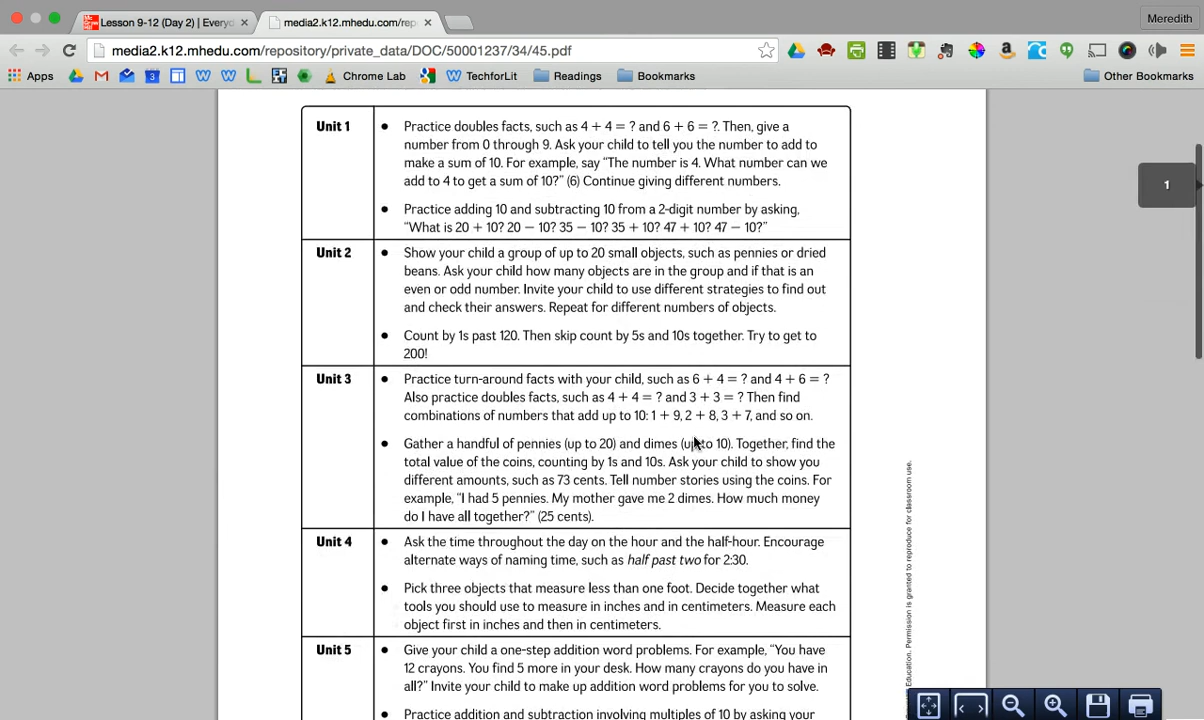 Lesson 9-12 (Day 2) | Everyd
media2.k12.mhedu.com/rep
Meredith
media2.k12.mhedu.com/repository/private_data/DOC/50001237/34/45.pdf
Apps
Chrome Lab
TechforLit
Readings
Bookmarks
Other Bookmarks
Unit 1
● Practice doubles facts, such as 4 + 4 = ? and 6 + 6 = ?. Then, give a
number from 0 through 9. Ask your child to tell you the number to add to
make a sum of 10. For example, say "The number is 4. What number can we
add to 4 to get a sum of 10?" (6) Continue giving different numbers.
● Practice adding 10 and subtracting 10 from a 2-digit number by asking,
"What is 20 + 10? 20 − 10? 35 − 10? 35 + 10? 47 + 10? 47 − 10?"
Unit 2
● Show your child a group of up to 20 small objects, such as pennies or dried
beans. Ask your child how many objects are in the group and if that is an
even or odd number. Invite your child to use different strategies to find out
and check their answers. Repeat for different numbers of objects.
● Count by 1s past 120. Then skip count by 5s and 10s together. Try to get to
200!
Unit 3
● Practice turn-around facts with your child, such as 6 + 4 = ? and 4 + 6 = ?
Also practice doubles facts, such as 4 + 4 = ? and 3 + 3 = ? Then find
combinations of numbers that add up to 10: 1 + 9, 2 + 8, 3 + 7, and so on.
● Gather a handful of pennies (up to 20) and dimes (up to 10). Together, find the
total value of the coins, counting by 1s and 10s. Ask your child to show you
different amounts, such as 73 cents. Tell number stories using the coins. For
example, "I had 5 pennies. My mother gave me 2 dimes. How much money
do I have all together?" (25 cents).
Unit 4
● Ask the time throughout the day on the hour and the half-hour. Encourage
alternate ways of naming time, such as half past two for 2:30.
● Pick three objects that measure less than one foot. Decide together what
tools you should use to measure in inches and in centimeters. Measure each
object first in inches and then in centimeters.
Unit 5
● Give your child a one-step addition word problems. For example, "You have
12 crayons. You find 5 more in your desk. How many crayons do you have in
all?" Invite your child to make up addition word problems for you to solve.
● Practice addition and subtraction involving multiples of 10 by asking your
Education. Permission is granted to reproduce for classroom use.
1